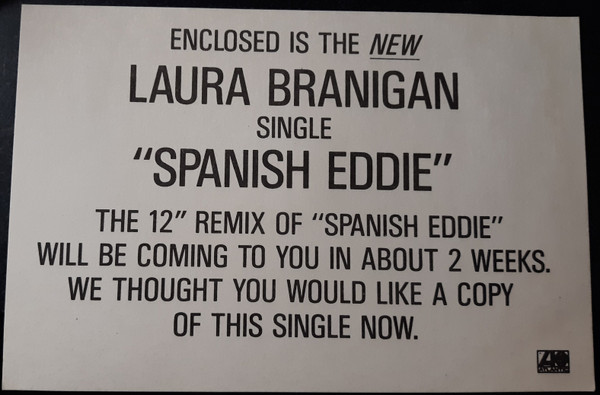 ENCLOSED IS THE NEW
LAURA BRANIGAN
SINGLE
“SPANISH EDDIE”
THE 12” REMIX OF “SPANISH EDDIE”
WILL BE COMING TO YOU IN ABOUT 2 WEEKS.
WE THOUGHT YOU WOULD LIKE A COPY
OF THIS SINGLE NOW.
ATLANTIC